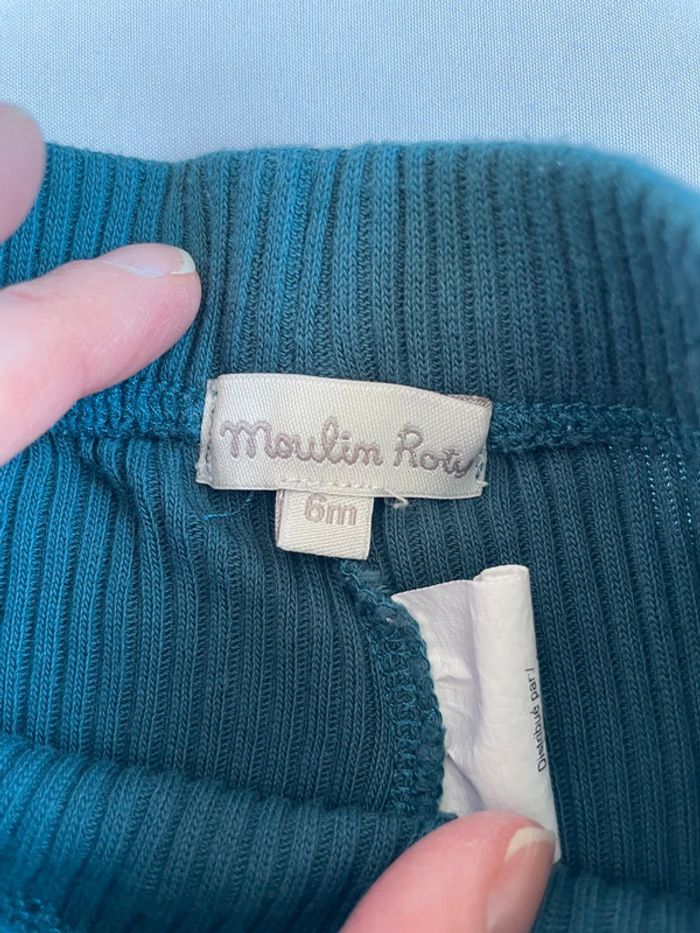 Moulin Roty
6m
Distribué par /